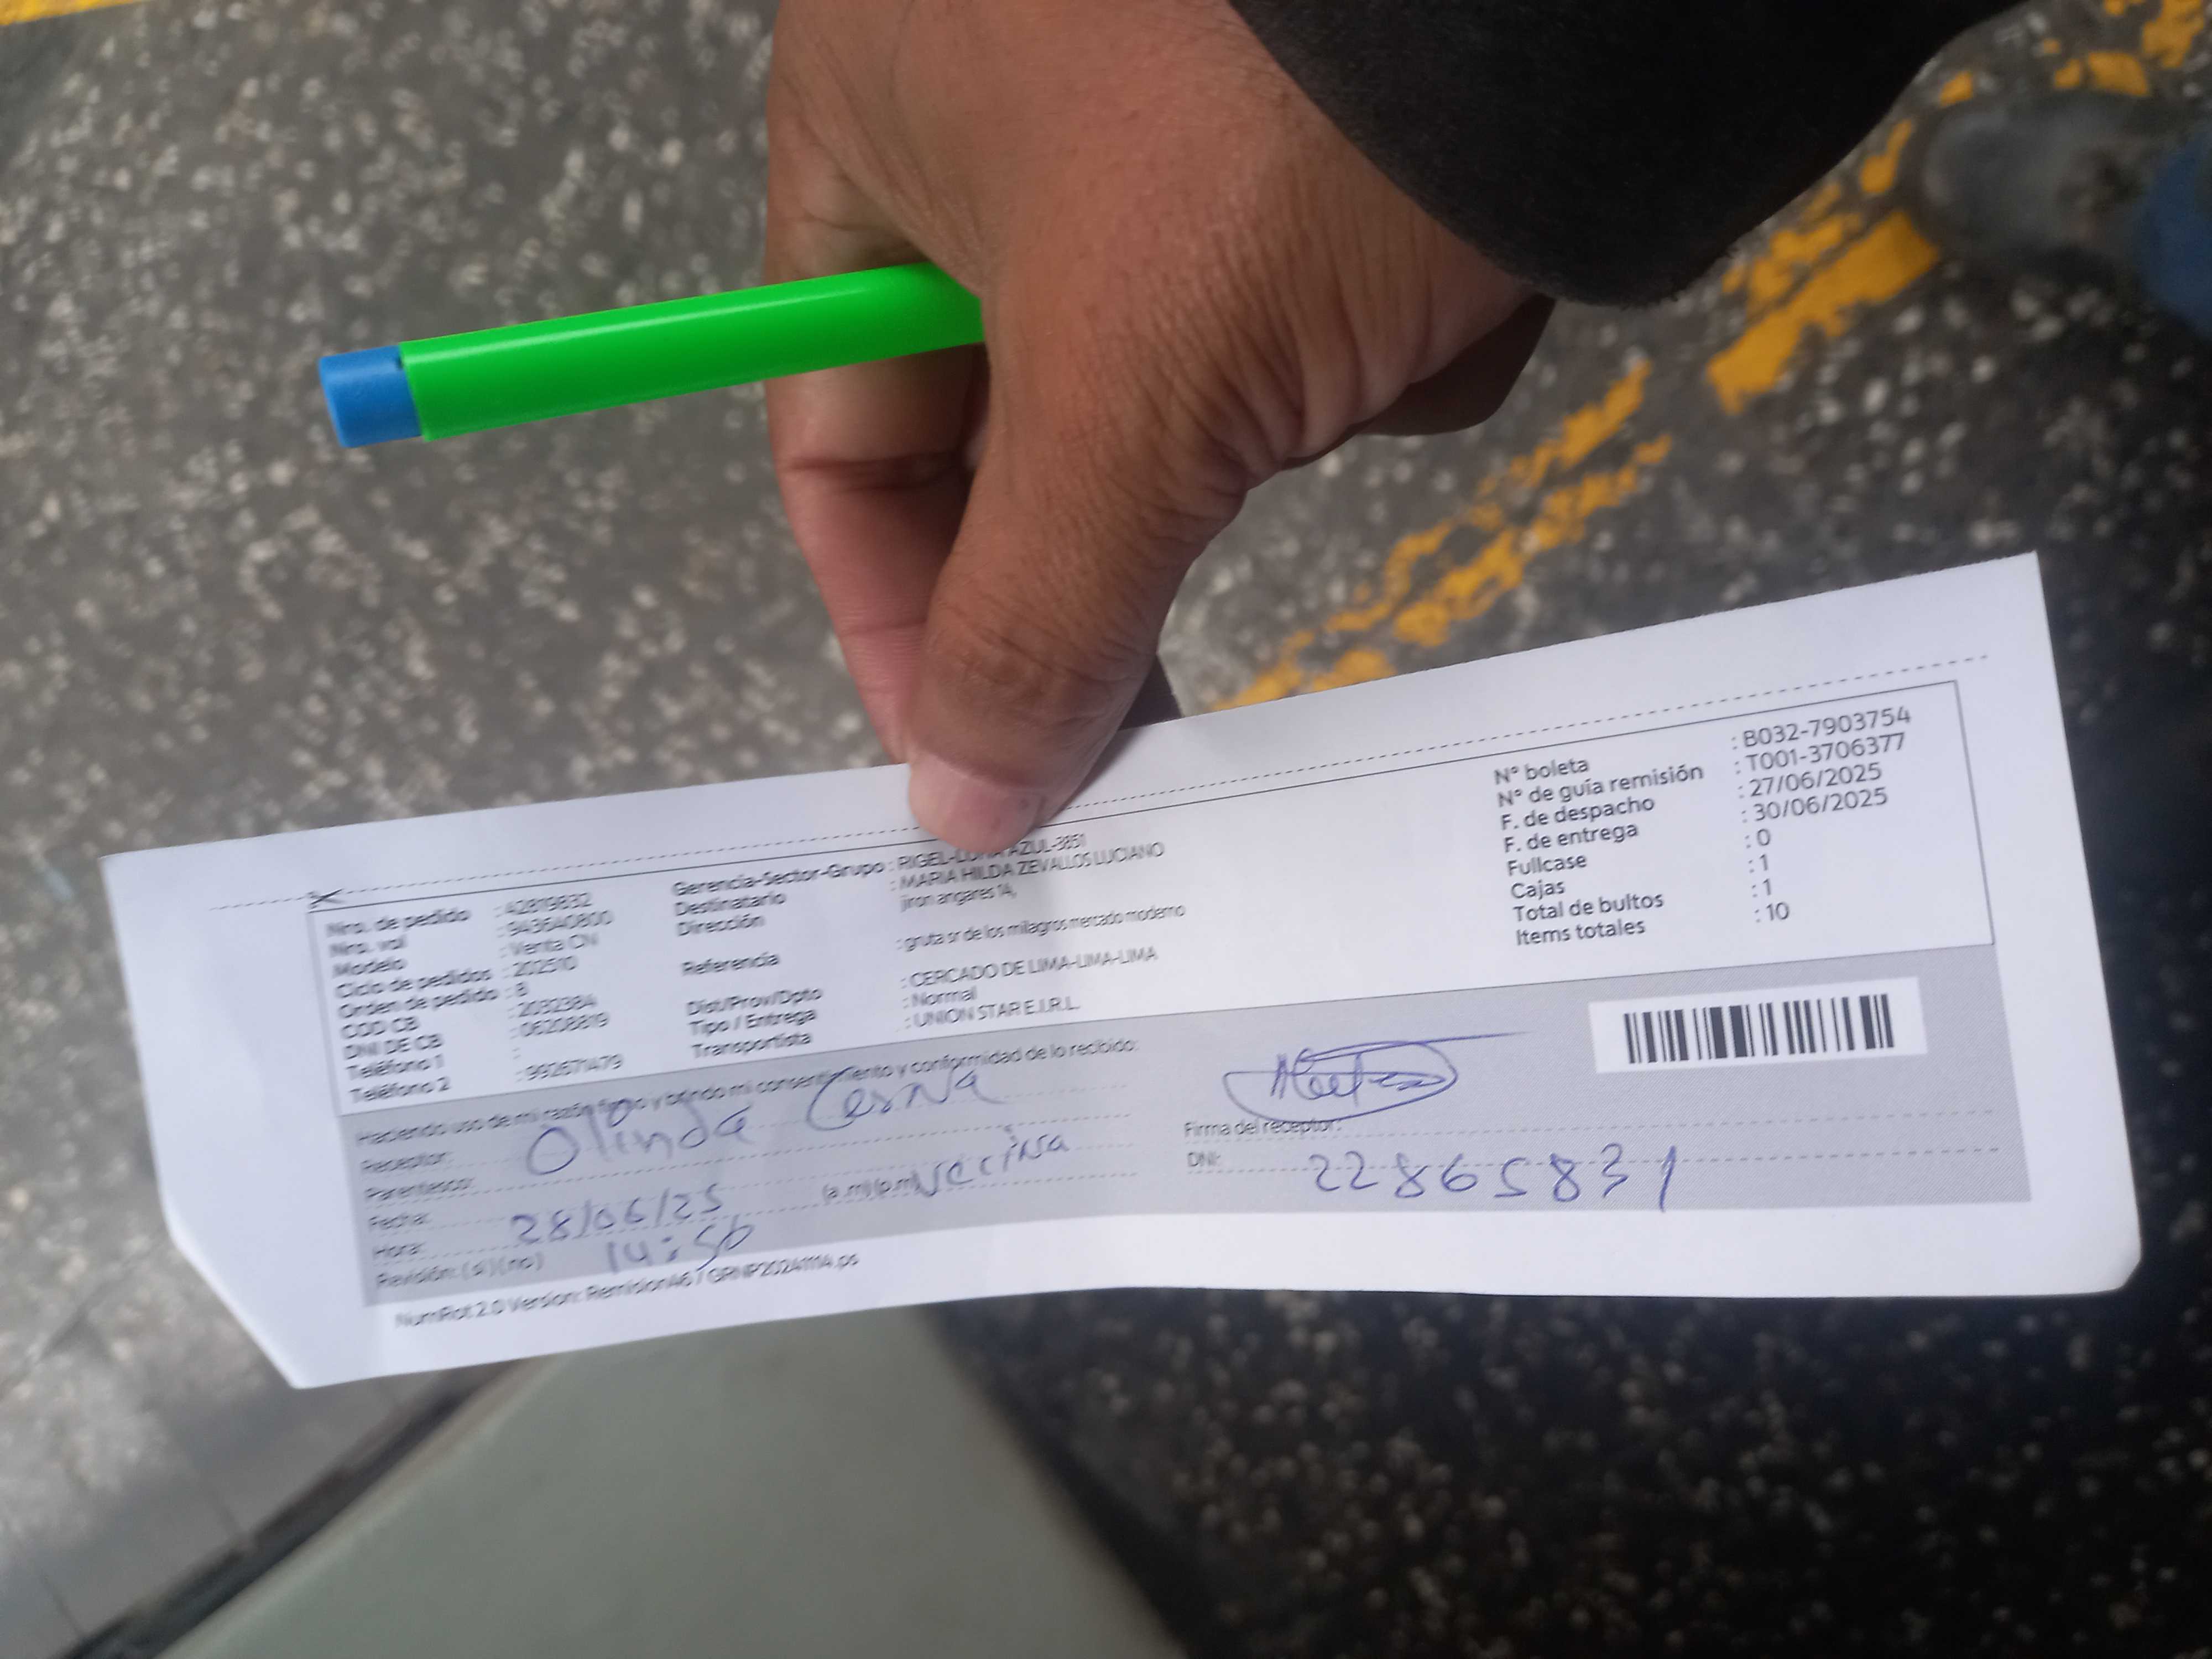 Nro. de pedido : 42819832
Nro. vol : 943640800
Modelo : Venta CN
Ciclo de pedidos : 202510
Orden de pedido : 8
COD CB : 2032384
DNI DE CB : 06208819
Teléfono 1 :
Teléfono 2 : 992671479
Gerencia-Sector-Grupo : RIGEL-LUNA AZUL-3851
Destinatario : MARIA HILDA ZEVALLOS LUCIANO
Dirección jiron angares 14,
Referencia : gruta sr de los milagros mercado moderno
Dist/Prov/Dpto : CERCADO DE LIMA-LIMA-LIMA
Tipo / Entrega : Normal
Transportista : UNION STAR E.I.R.L.
N° boleta : B032-7903754
N° de guía remisión : T001-3706377
F. de despacho : 27/06/2025
F. de entrega : 30/06/2025
Fullcase : 0
Cajas : 1
Total de bultos : 1
Items totales : 10
Haciendo uso de mi razón firmo y brindo mi consentimiento y conformidad de lo recibido:
Receptor: Olinda Cerna
Parentesco: vecina
Fecha: 28/06/25
Hora: 14:56 (a.m)(p.m)
Revisión: (si) (no)
Firma del receptor:
DNI: 22865831
NumRot 2.0 Version: RemisionA6 / GRNP20241114.ps